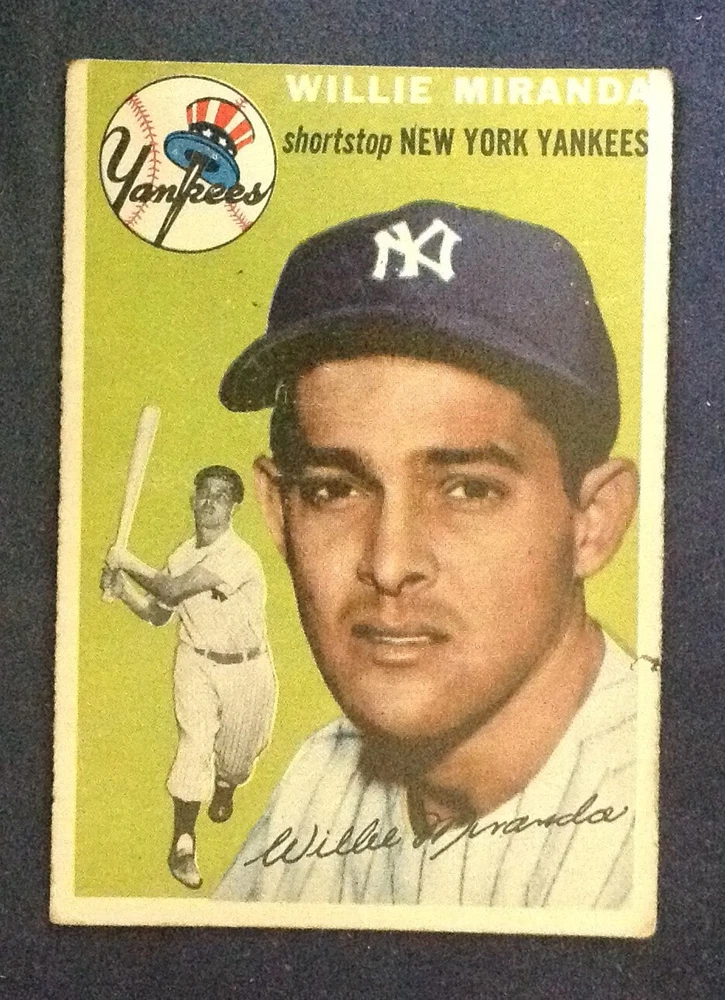 WILLIE MIRANDA
shortstop NEW YORK YANKEES
Yankees
NY
Willie Miranda